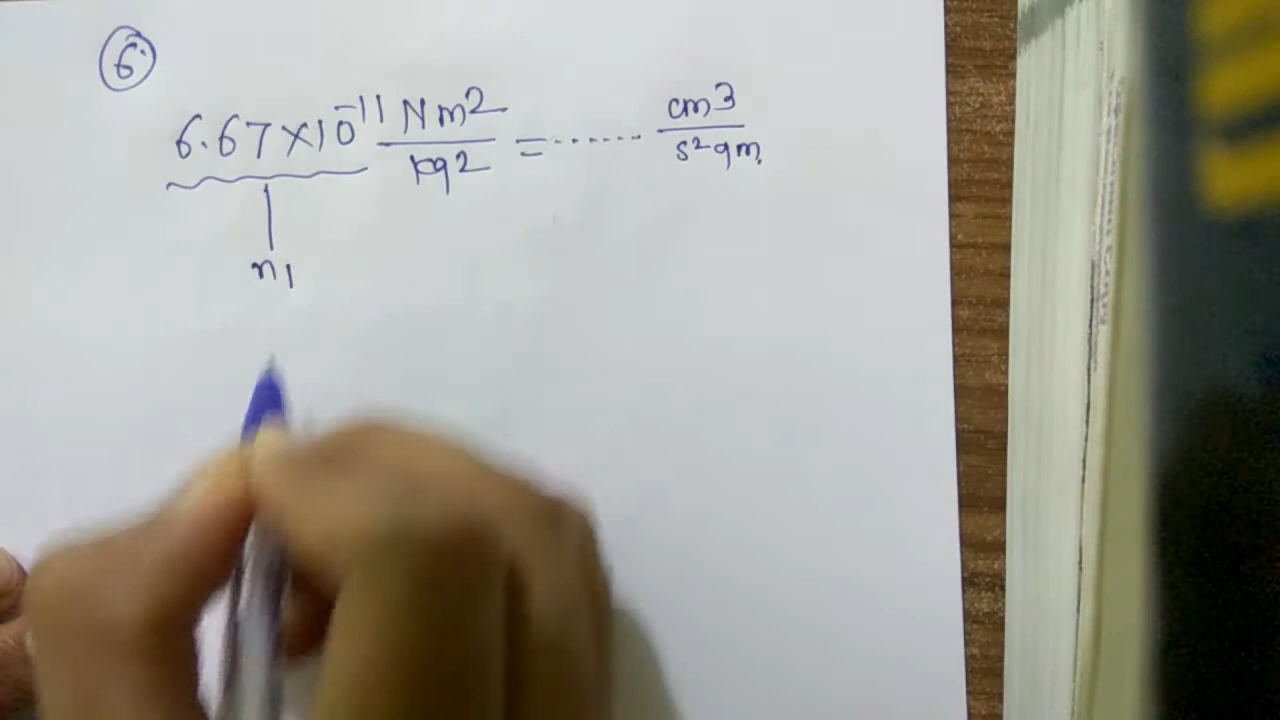 6.
6.67×10⁻¹¹ Nm²/kg² = ...... cm³/s²gm.
n₁